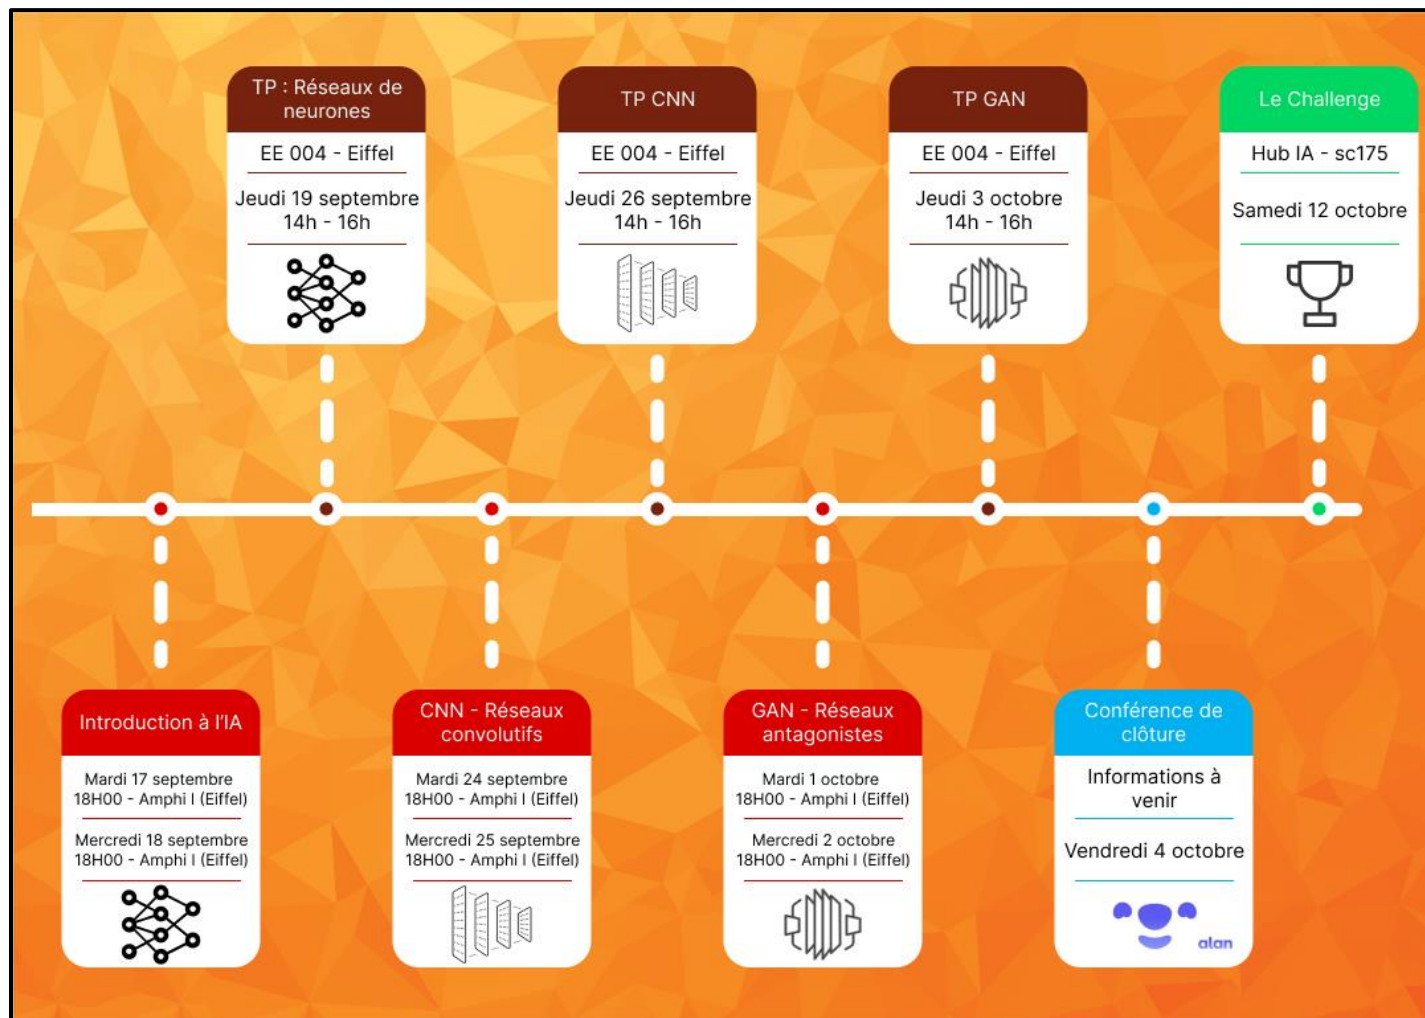 TP : Réseaux de
neurones
EE 004 - Eiffel
Jeudi 19 septembre
14h - 16h
TP CNN
EE 004 - Eiffel
Jeudi 26 septembre
14h - 16h
TP GAN
EE 004 - Eiffel
Jeudi 3 octobre
14h - 16h
Le Challenge
Hub IA - sc175
Samedi 12 octobre
Introduction à l'IA
Mardi 17 septembre
18H00 - Amphi I (Eiffel)
Mercredi 18 septembre
18H00 - Amphi I (Eiffel)
CNN - Réseaux
convolutifs
Mardi 24 septembre
18H00 - Amphi I (Eiffel)
Mercredi 25 septembre
18H00 - Amphi I (Eiffel)
GAN - Réseaux
antagonistes
Mardi 1 octobre
18H00 - Amphi I (Eiffel)
Mercredi 2 octobre
18H00 - Amphi I (Eiffel)
Conférence de
clôture
Informations à
venir
Vendredi 4 octobre
alan